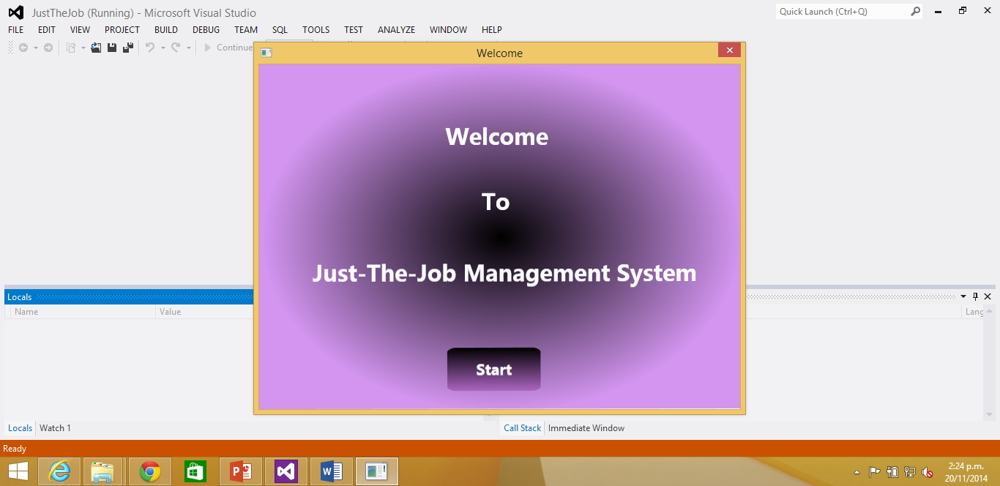 JustTheJob (Running) - Microsoft Visual Studio
Quick Launch (Ctrl+Q)
FILE EDIT VIEW PROJECT BUILD DEBUG TEAM SQL TOOLS TEST ANALYZE WINDOW HELP
Continue
Welcome
Welcome
To
Just-The-Job Management System
Start
Locals
Name Value
Lang
Locals Watch 1
Call Stack Immediate Window
Ready
2:24 p.m.
20/11/2014